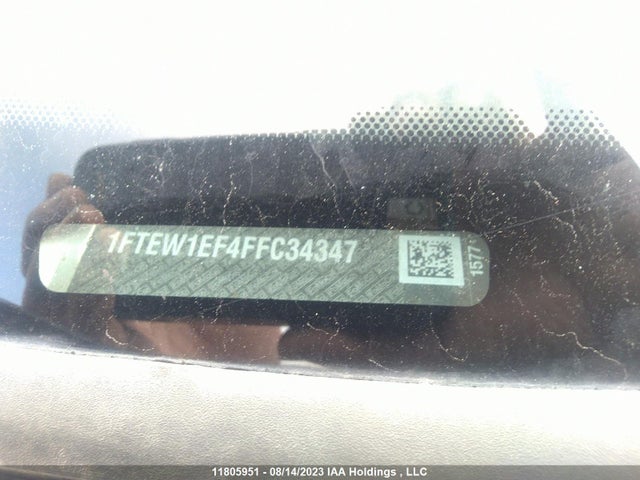 1FTEW1EF4FFC34347
1577
11805951 - 08/14/2023 IAA Holdings , LLC